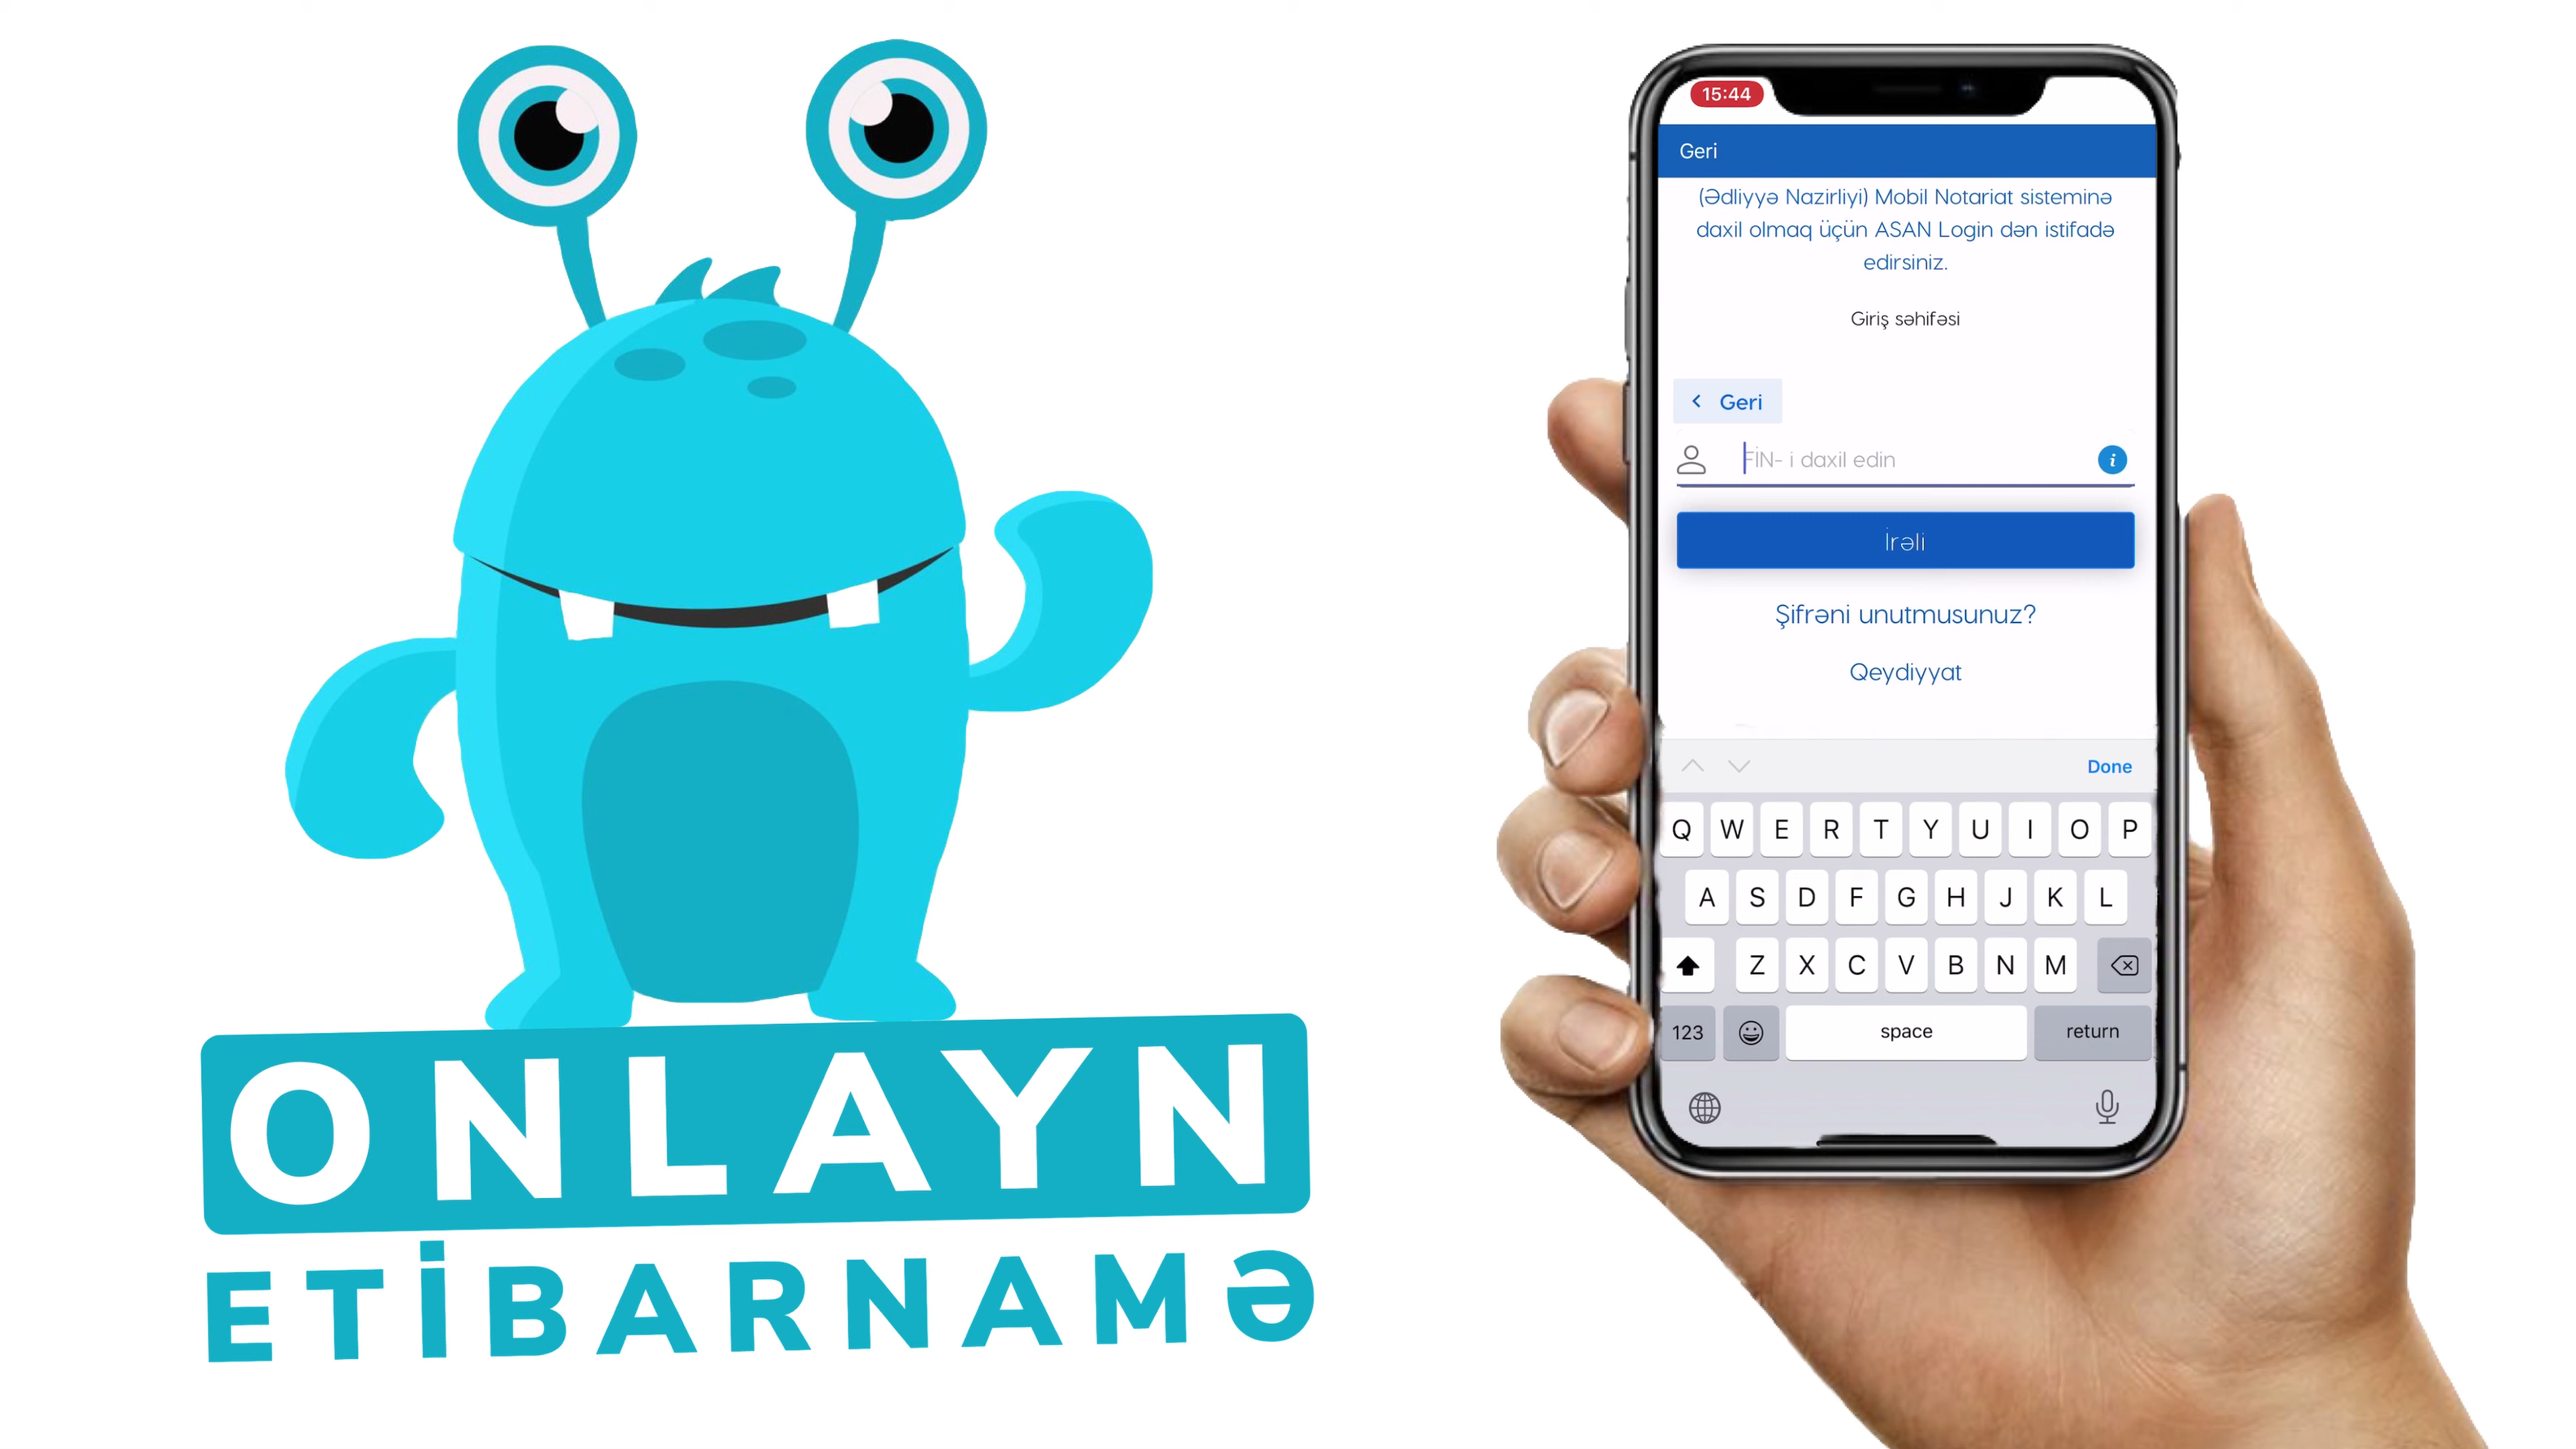 ONLAYN
ETİBARNAMƏ
15:44
Geri
(Ədliyyə Nazirliyi) Mobil Notariat sisteminə
daxil olmaq üçün ASAN Login dən istifadə
edirsiniz.
Giriş səhifəsi
Geri
FİN- i daxil edin
İrəli
Şifrəni unutmusunuz?
Qeydiyyat
Done
Q W E R T Y U I O P
A S D F G H J K L
Z X C V B N M
123 space return